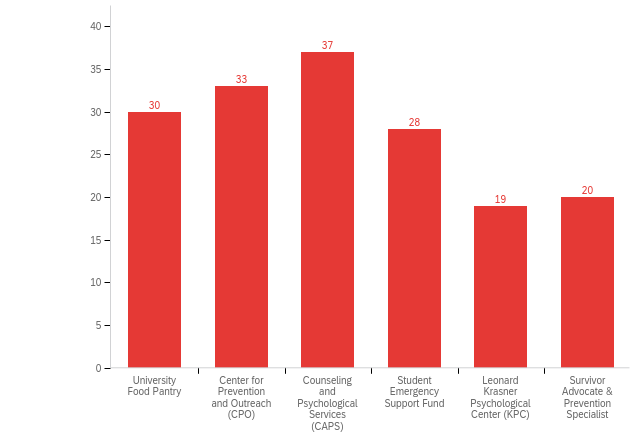 40
35
30
25
20
15
10
5
0
30
33
37
28
19
20
University
Food Pantry
Center for
Prevention
and Outreach
(CPO)
Counseling
and
Psychological
Services
(CAPS)
Student
Emergency
Support Fund
Leonard
Krasner
Psychological
Center (KPC)
Survivor
Advocate &
Prevention
Specialist